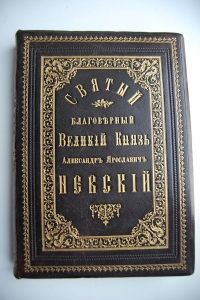 СВЯТЫЙ
БЛАГОВѢРНЫЙ
ВЕЛИКІЙ КНЯЗЬ
АЛЕКСАНДРЪ ЯРОСЛАВИЧЪ
НЕВСКІЙ